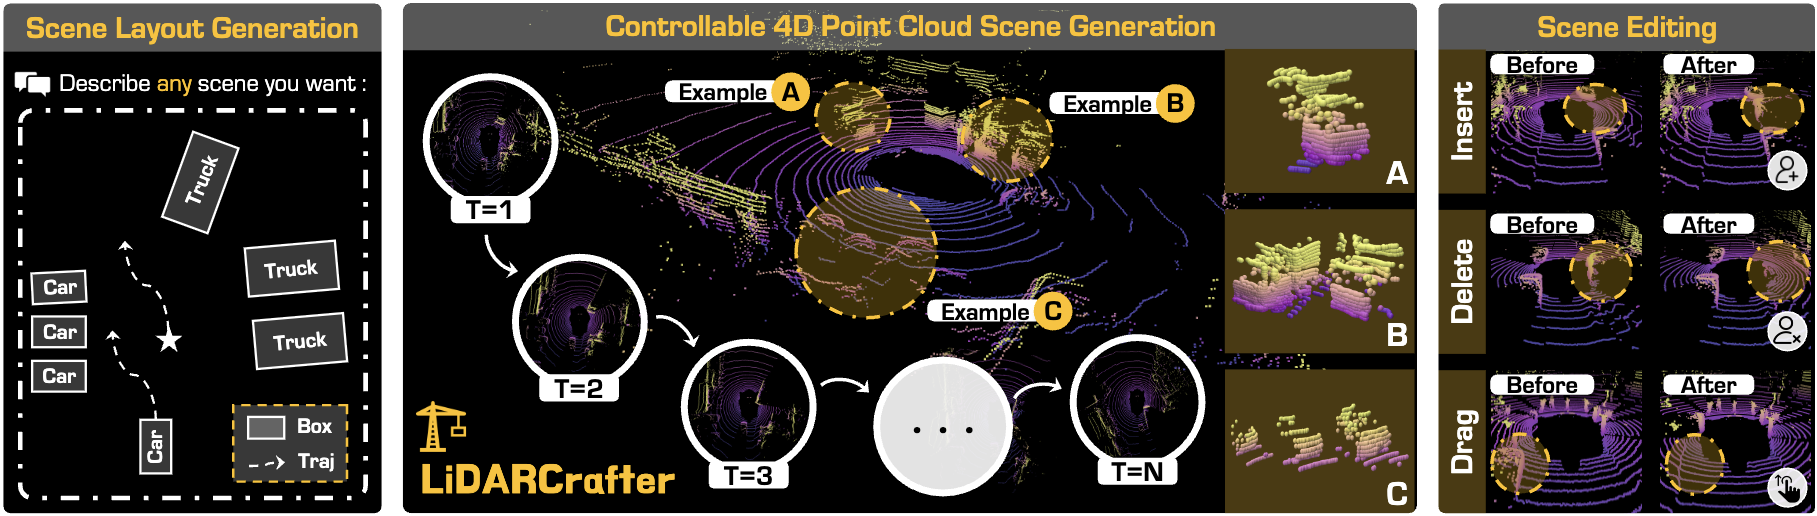 Scene Layout Generation
Describe any scene you want :
Truck
Truck
Truck
Car
Car
Car
Car
Box
Traj
Controllable 4D Point Cloud Scene Generation
Example A
Example B
Example C
T=1
T=2
T=3
...
T=N
LiDARCrafter
A
B
C
Scene Editing
Insert
Before
After
Delete
Before
After
Drag
Before
After